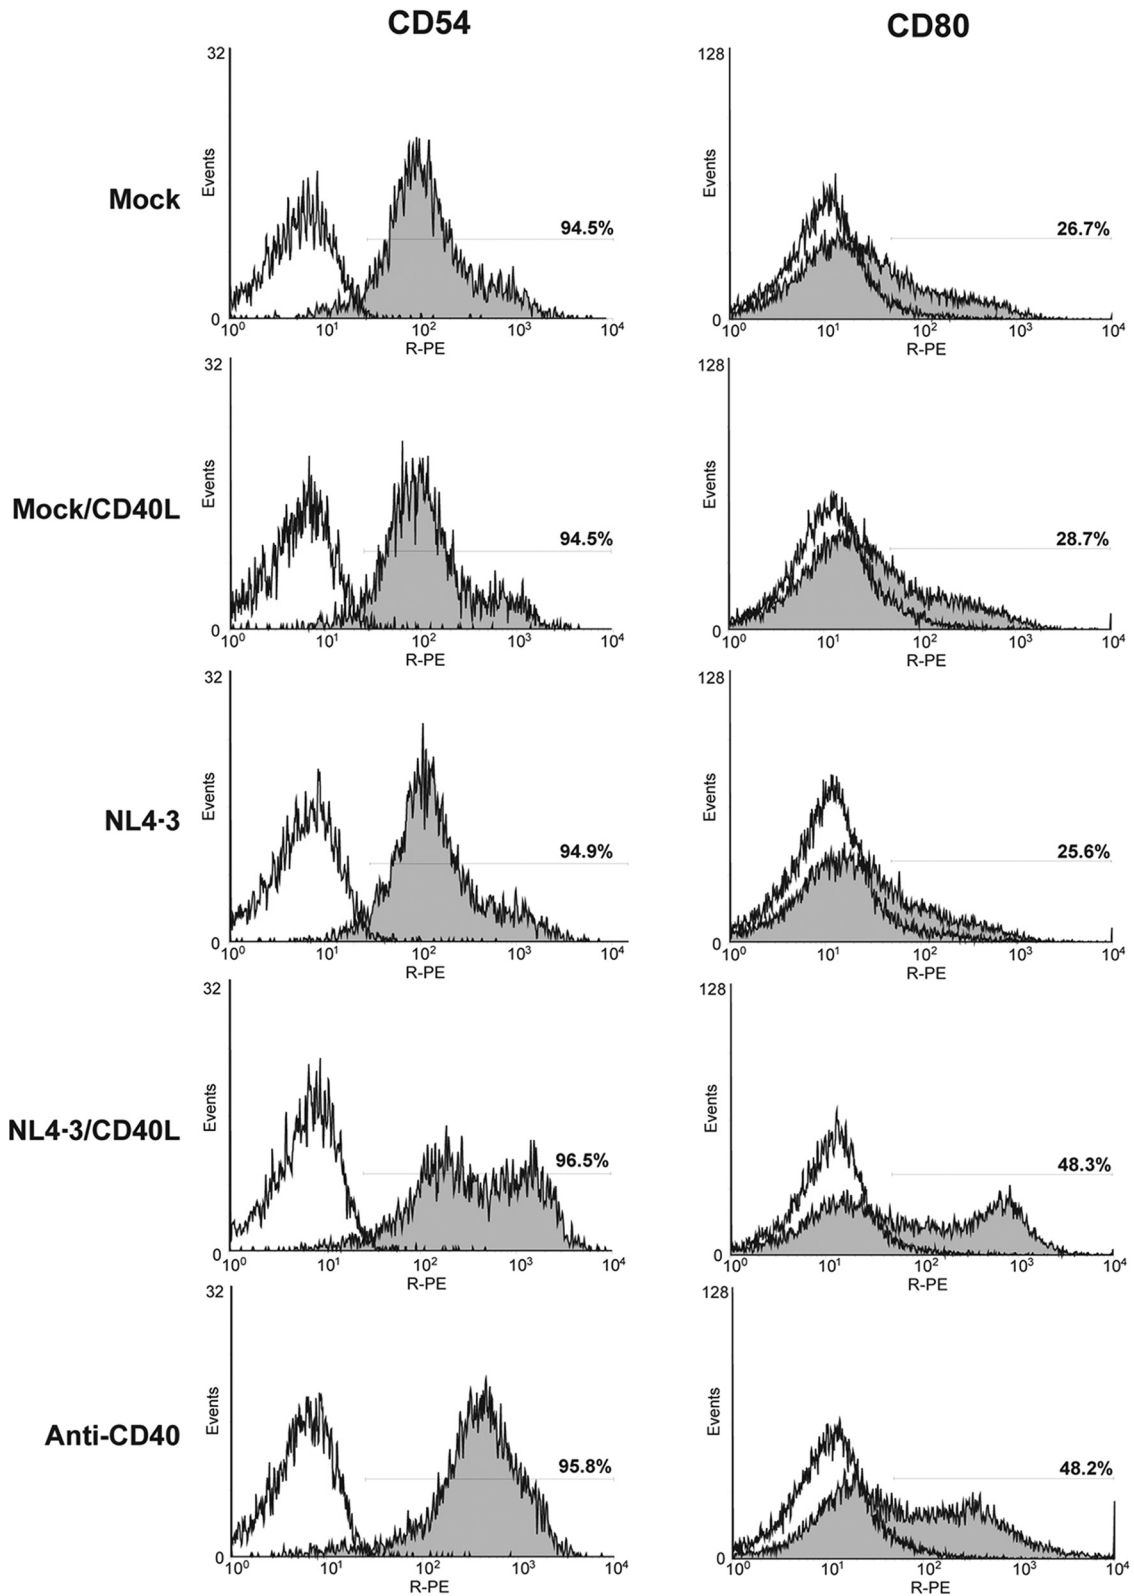 CD54 CD80
Mock
32
Events
94.5%
0
10⁰ 10¹ 10² 10³ 10⁴
R-PE
128
Events
26.7%
0
10⁰ 10¹ 10² 10³ 10⁴
R-PE
Mock/CD40L
32
Events
94.5%
0
10⁰ 10¹ 10² 10³ 10⁴
R-PE
128
Events
28.7%
0
10⁰ 10¹ 10² 10³ 10⁴
R-PE
NL4-3
32
Events
94.9%
0
10⁰ 10¹ 10² 10³ 10⁴
R-PE
128
Events
25.6%
0
10⁰ 10¹ 10² 10³ 10⁴
R-PE
NL4-3/CD40L
32
Events
96.5%
0
10⁰ 10¹ 10² 10³ 10⁴
R-PE
128
Events
48.3%
0
10⁰ 10¹ 10² 10³ 10⁴
R-PE
Anti-CD40
32
Events
95.8%
0
10⁰ 10¹ 10² 10³ 10⁴
R-PE
128
Events
48.2%
0
10⁰ 10¹ 10² 10³ 10⁴
R-PE